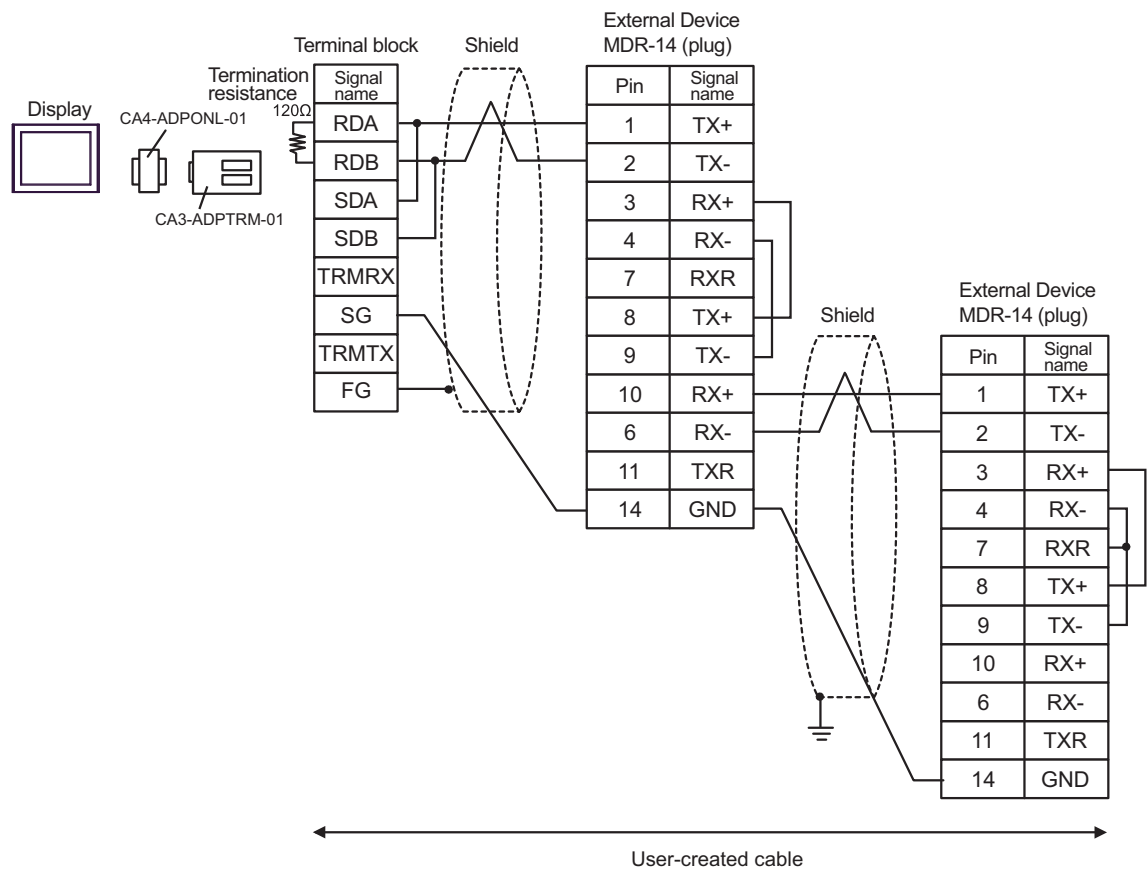 External Device
MDR-14 (plug)
Terminal block
Shield
Termination
resistance
120Ω
Display
CA4-ADPONL-01
CA3-ADPTRM-01
Signal
name
RDA
RDB
SDA
SDB
TRMRX
SG
TRMTX
FG
Pin Signal
name
1 TX+
2 TX-
3 RX+
4 RX-
7 RXR
8 TX+
9 TX-
10 RX+
6 RX-
11 TXR
14 GND
Shield
External Device
MDR-14 (plug)
Pin Signal
name
1 TX+
2 TX-
3 RX+
4 RX-
7 RXR
8 TX+
9 TX-
10 RX+
6 RX-
11 TXR
14 GND
User-created cable